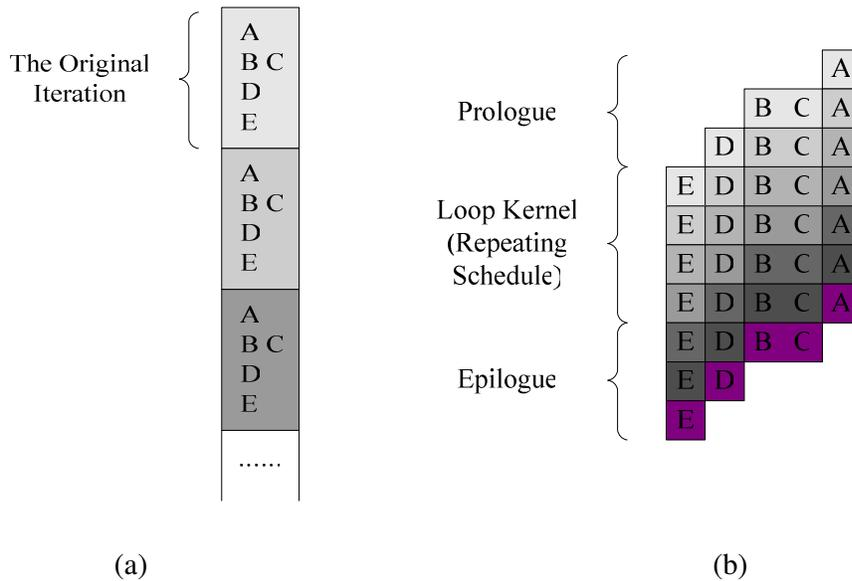 The Original
Iteration
A
B C
D
E
A
B C
D
E
A
B C
D
E
......
(a)
Prologue
Loop Kernel
(Repeating
Schedule)
Epilogue
A
B C A
D B C A
E D B C A
E D B C A
E D B C A
E D B C A
E D B C
E D
E
(b)